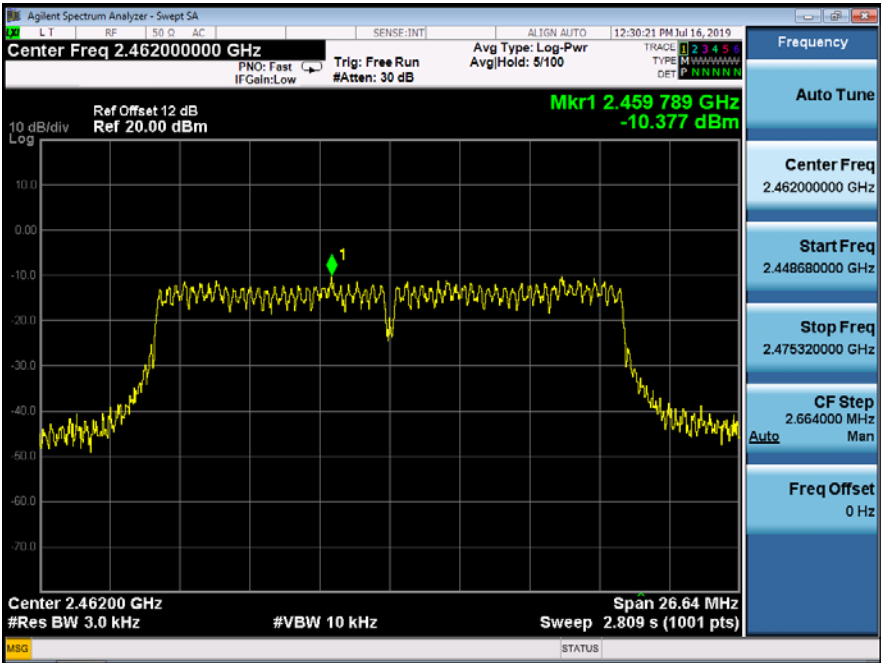 Agilent Spectrum Analyzer - Swept SA
LXI L T RF 50 Ω AC SENSE:INT ALIGN AUTO 12:30:21 PM Jul 16, 2019
Center Freq 2.462000000 GHz
PNO: Fast
IFGain:Low
Trig: Free Run
#Atten: 30 dB
Avg Type: Log-Pwr
Avg|Hold: 5/100
TRACE 1 2 3 4 5 6
TYPE M WWWWW
DET P N N N N N
Frequency
Auto Tune
Mkr1 2.459 789 GHz
-10.377 dBm
Ref Offset 12 dB
10 dB/div Ref 20.00 dBm
Log
10.0
0.00
-10.0
-20.0
-30.0
-40.0
-50.0
-60.0
-70.0
1
Center Freq
2.462000000 GHz
Start Freq
2.448680000 GHz
Stop Freq
2.475320000 GHz
CF Step
2.664000 MHz
Auto Man
Freq Offset
0 Hz
Center 2.46200 GHz Span 26.64 MHz
#Res BW 3.0 kHz #VBW 10 kHz Sweep 2.809 s (1001 pts)
MSG STATUS